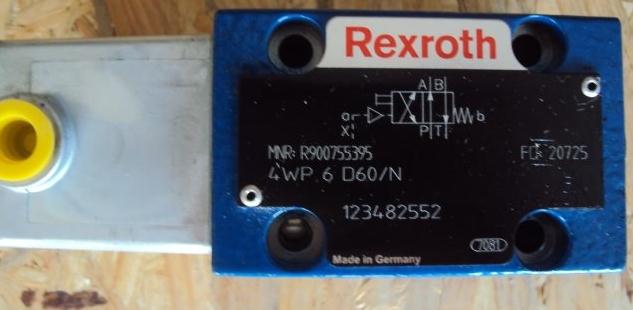 Rexroth
A B
a
b
X
P T
MNR: R900755395
FD: 20725
4WP 6 D60/N
123482552
7081
Made in Germany